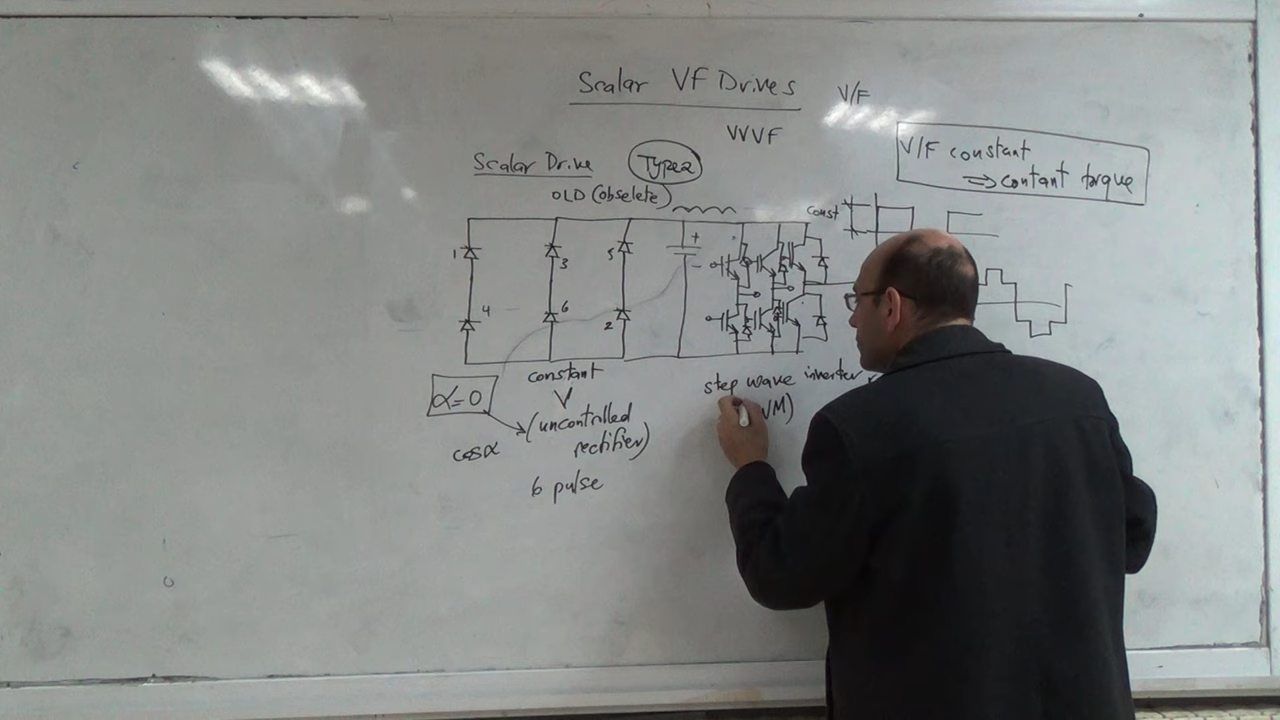 Scalar VF Drives
V/F
VVVF
V/F constant
⇒ contant torque
Scalar Drive
Type2
OLD (obselete)
const
+
-
1
3
5
4
6
2
α=0
constant
V
(uncontrolled
rectifier)
cosα
6 pulse
step wave inverter